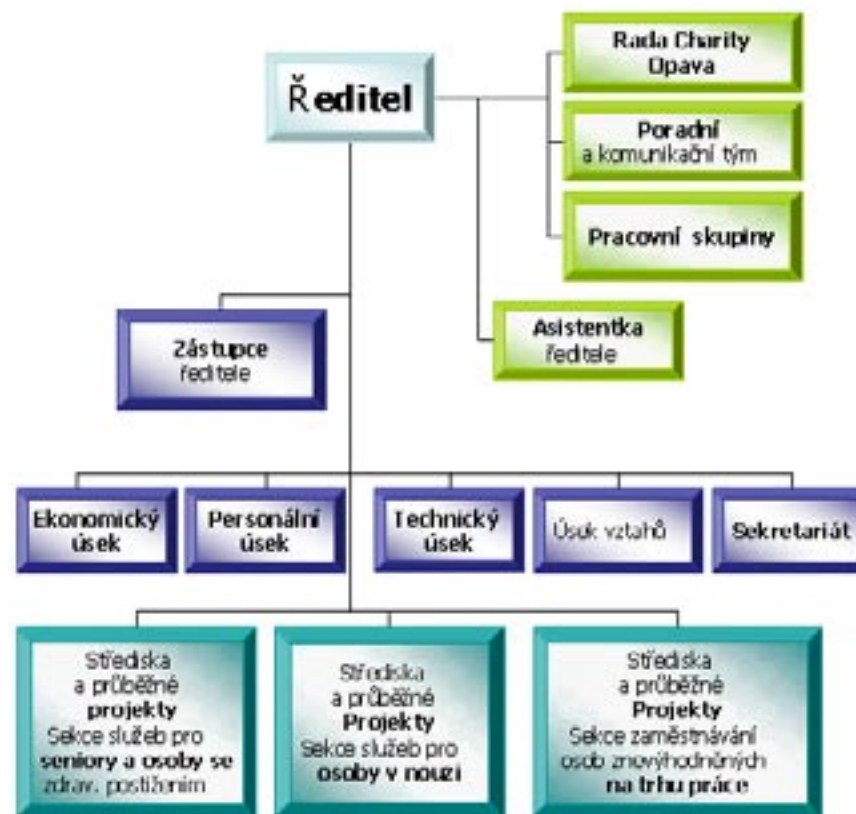 Ředitel
Rada Charity
Opava
Poradní
a komunikační tým
Pracovní skupiny
Zástupce
ředitele
Asistentka
ředitele
Ekonomický
úsek
Personální
úsek
Technický
úsek
Úsek vztahů
Sekretariát
Střediska
a průběžné
projekty
Sekce služeb pro
seniory a osoby se
zdrav. postižením
Střediska
a průběžné
Projekty
Sekce služeb pro
osoby v nouzi
Střediska
a průběžné
Projekty
Sekce zaměstnávání
osob znevýhodněných
na trhu práce